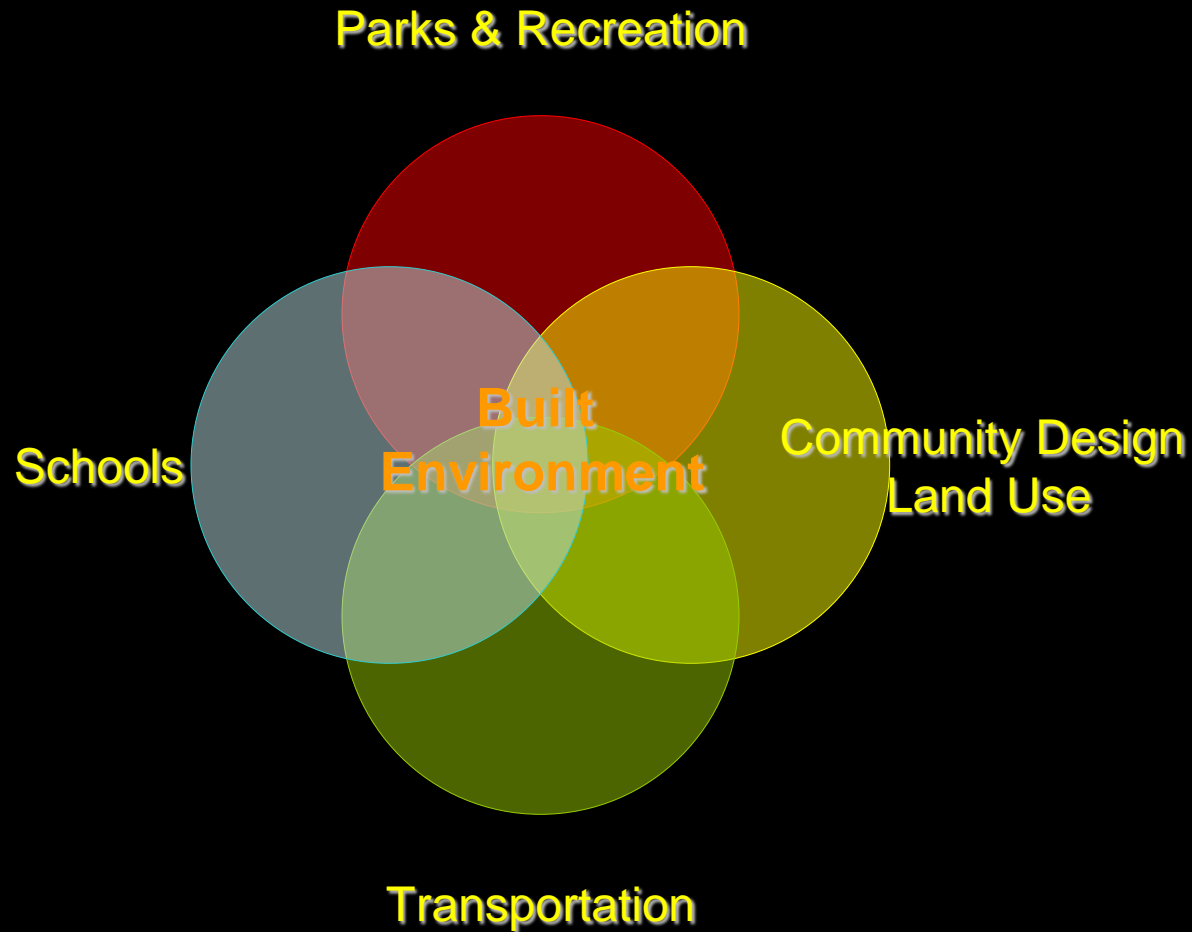 Parks & Recreation
Built
Environment
Schools
Community Design
Land Use
Transportation